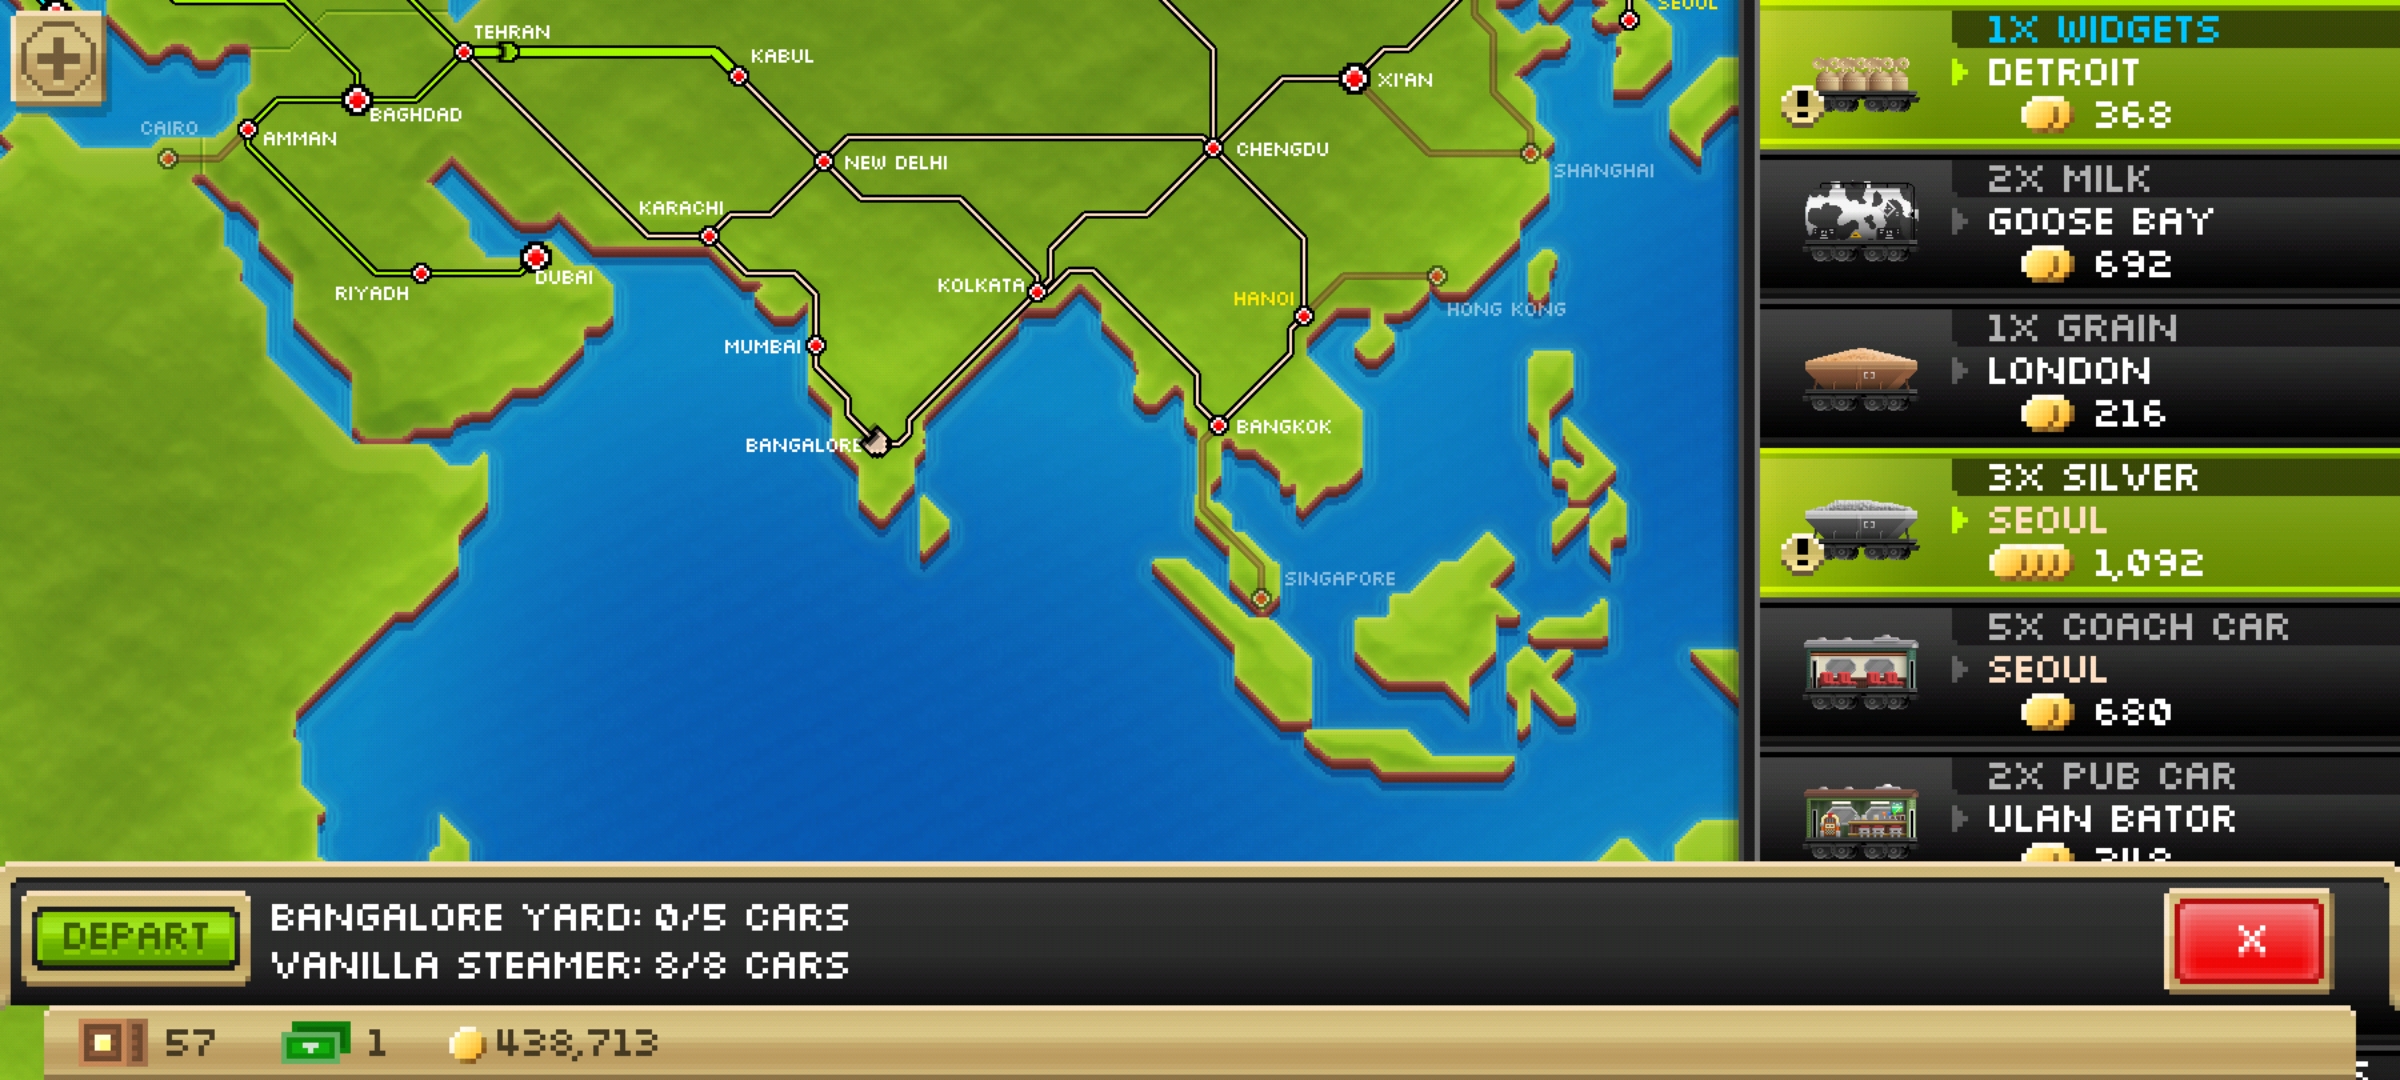 TEHRAN
KABUL
BAGHDAD
CAIRO
AMMAN
NEW DELHI
KARACHI
RIYADH
DUBAI
MUMBAI
BANGALORE
KOLKATA
CHENGDU
XI'AN
SEOUL
SHANGHAI
HANOI
HONG KONG
BANGKOK
SINGAPORE
1X WIDGETS
DETROIT
368
2X MILK
GOOSE BAY
692
1X GRAIN
LONDON
216
3X SILVER
SEOUL
1,092
5X COACH CAR
SEOUL
680
2X PUB CAR
ULAN BATOR
DEPART
BANGALORE YARD: 0/5 CARS
VANILLA STEAMER: 8/8 CARS
X
57
1
438,713